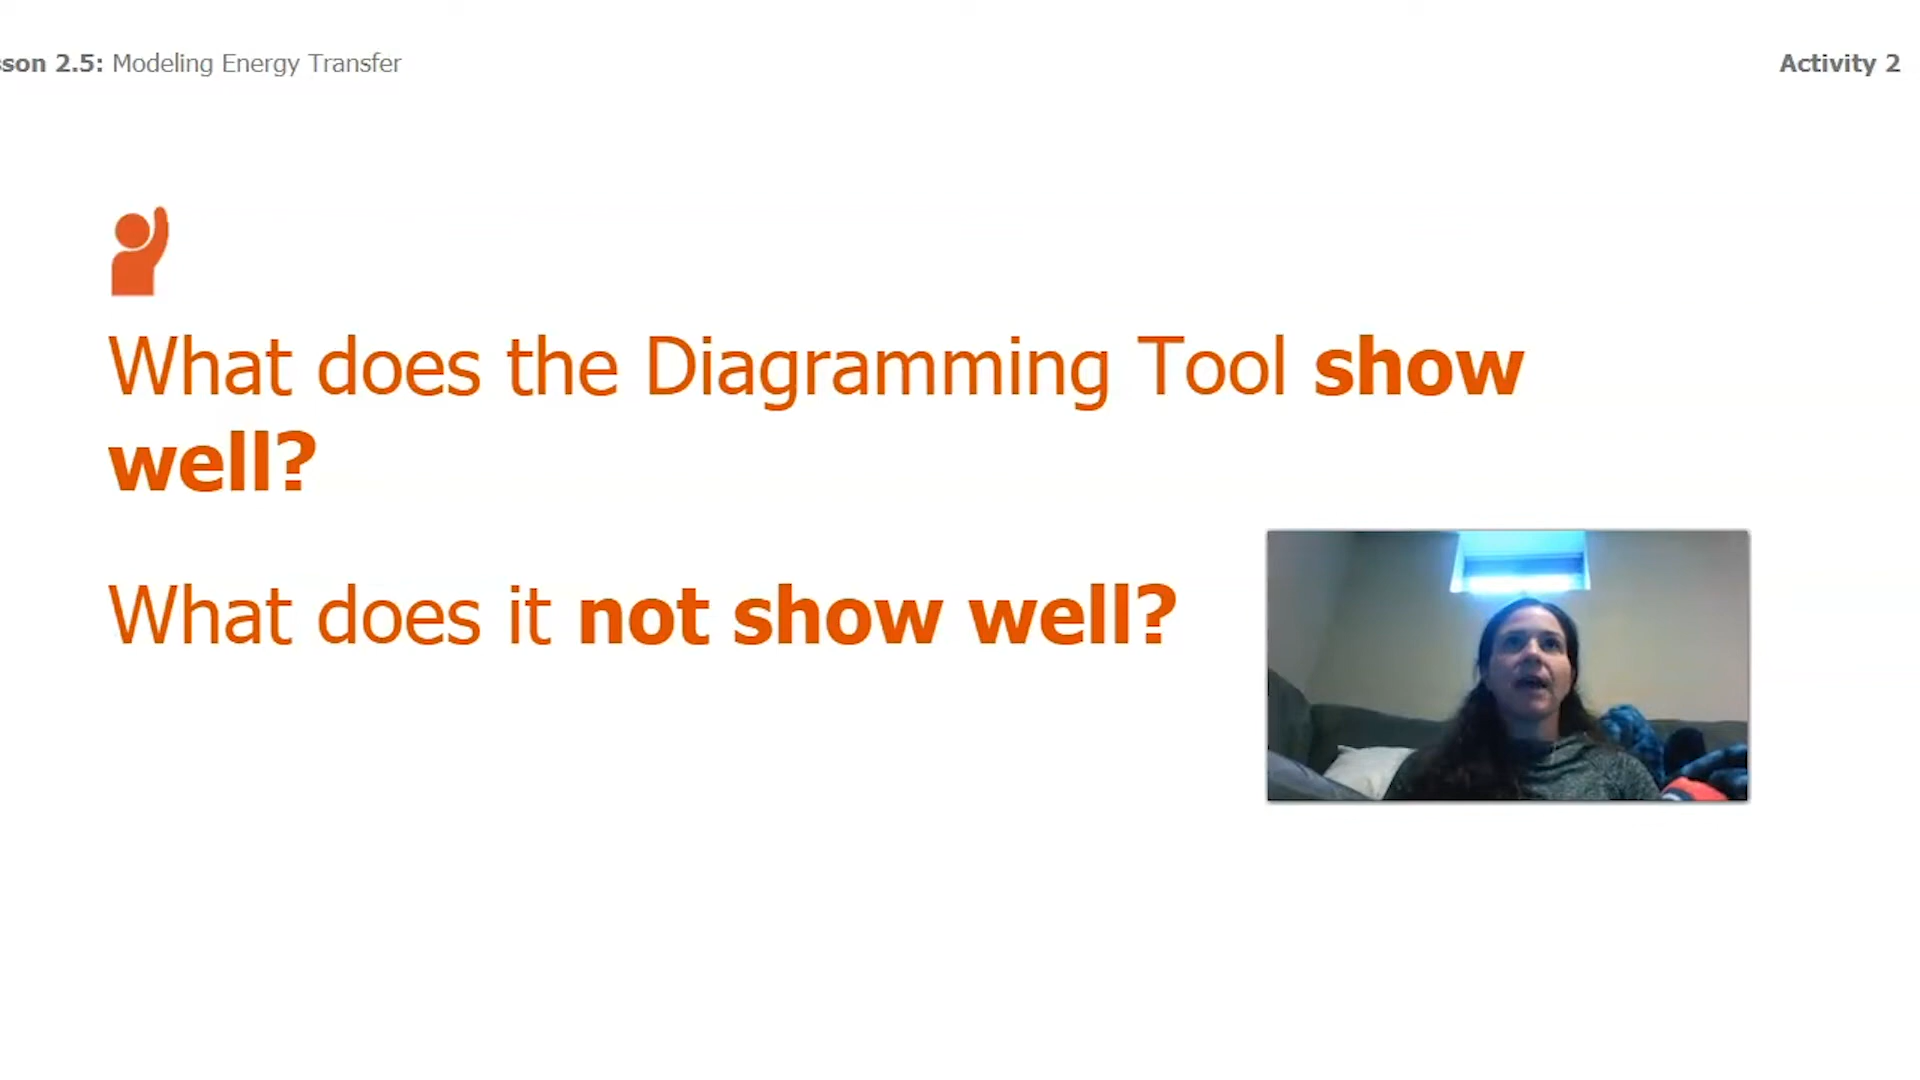 sson 2.5: Modeling Energy Transfer
Activity 2
What does the Diagramming Tool show
well?
What does it not show well?